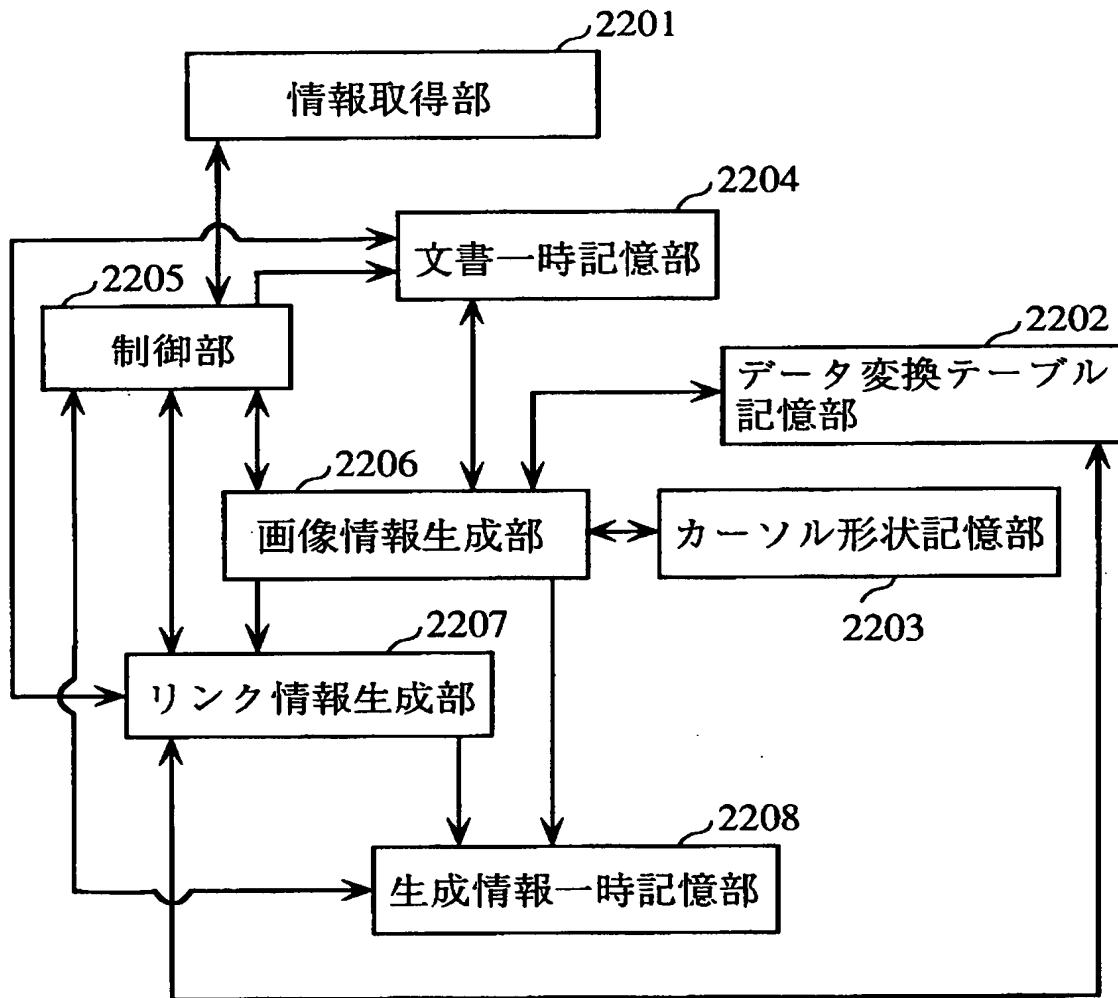 2201
情報取得部
2204
文書一時記憶部
2205
制御部
2202
データ変換テーブル
記憶部
2206
画像情報生成部
カーソル形状記憶部
2203
2207
リンク情報生成部
2208
生成情報一時記憶部